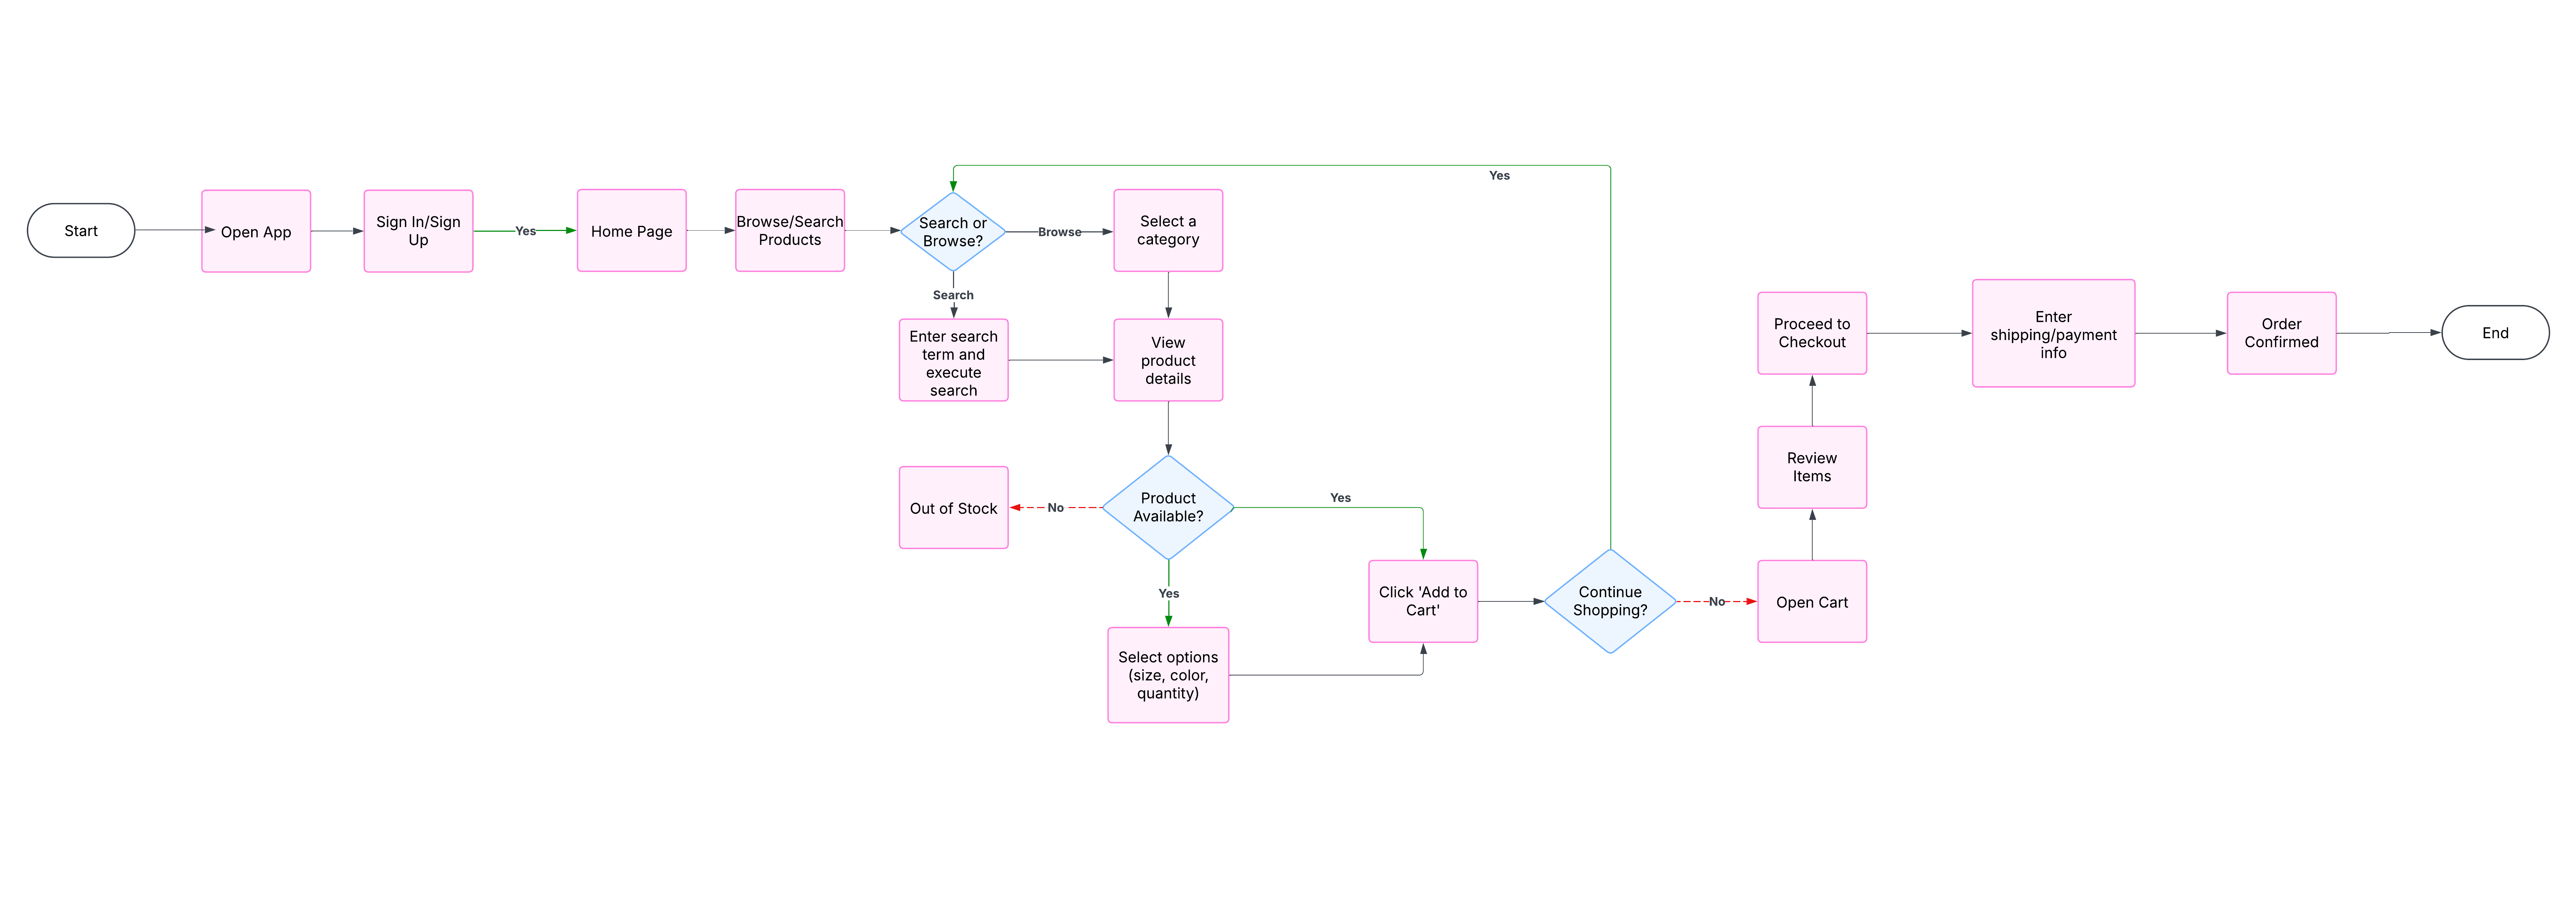 Start
Open App
Sign In/Sign
Up
Yes
Home Page
Browse/Search
Products
Search or
Browse?
Browse
Select a
category
Search
Enter search
term and
execute
search
View
product
details
Product
Available?
No
Out of Stock
Yes
Yes
Select options
(size, color,
quantity)
Click 'Add to
Cart'
Continue
Shopping?
Yes
No
Open Cart
Review
Items
Proceed to
Checkout
Enter
shipping/payment
info
Order
Confirmed
End